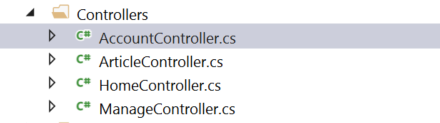 Controllers
C# AccountController.cs
C# ArticleController.cs
C# HomeController.cs
C# ManageController.cs